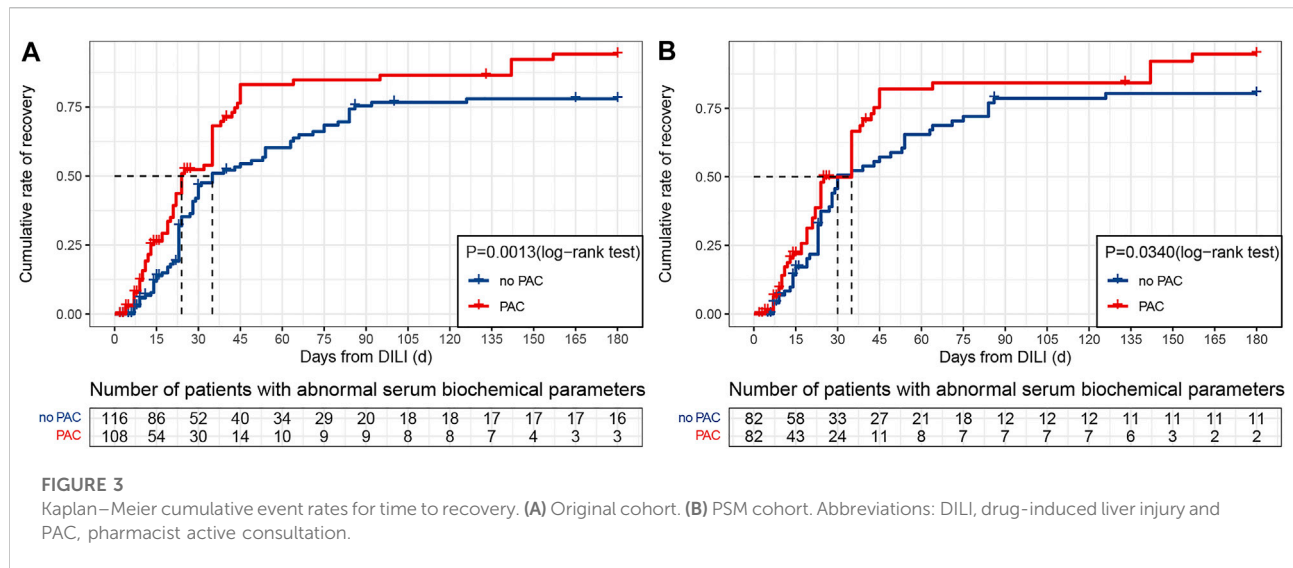 A
Cumulative rate of recovery
0.75
0.50
0.25
0.00
P=0.0013(log−rank test)
no PAC
PAC
0 15 30 45 60 75 90 105 120 135 150 165 180
Days from DILI (d)
Number of patients with abnormal serum biochemical parameters
no PAC 116 86 52 40 34 29 20 18 18 17 17 17 16
PAC 108 54 30 14 10 9 9 8 8 7 4 3 3
B
Cumulative rate of recovery
0.75
0.50
0.25
0.00
P=0.0340(log−rank test)
no PAC
PAC
0 15 30 45 60 75 90 105 120 135 150 165 180
Days from DILI (d)
Number of patients with abnormal serum biochemical parameters
no PAC 82 58 33 27 21 18 12 12 12 11 11 11 11
PAC 82 43 24 11 8 7 7 7 7 6 3 2 2
FIGURE 3
Kaplan–Meier cumulative event rates for time to recovery. (A) Original cohort. (B) PSM cohort. Abbreviations: DILI, drug-induced liver injury and
PAC, pharmacist active consultation.